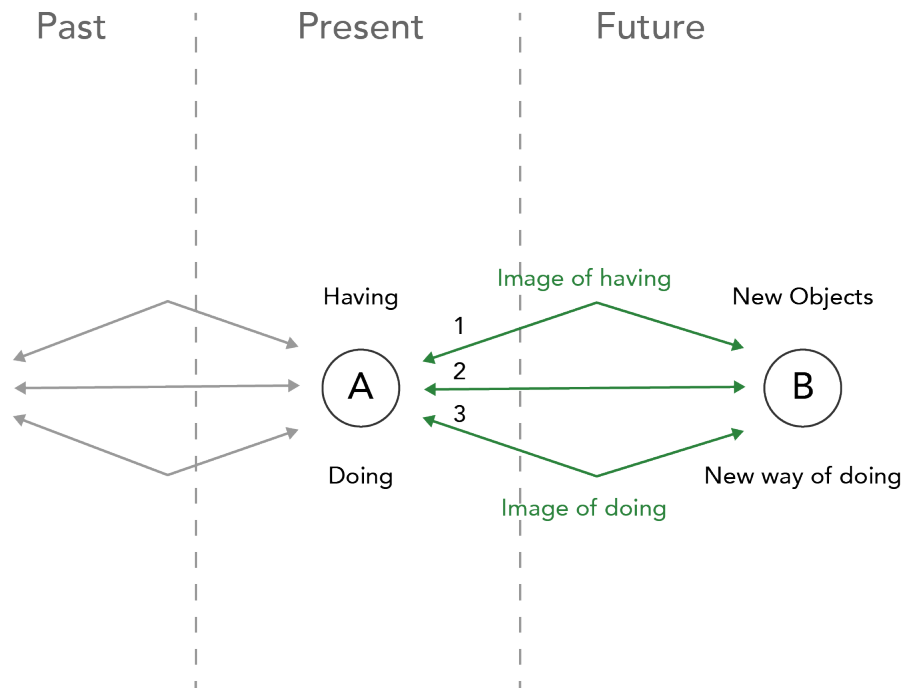 Past
Present
Future
Image of having
Having
New Objects
1
2
A
B
3
Doing
New way of doing
Image of doing